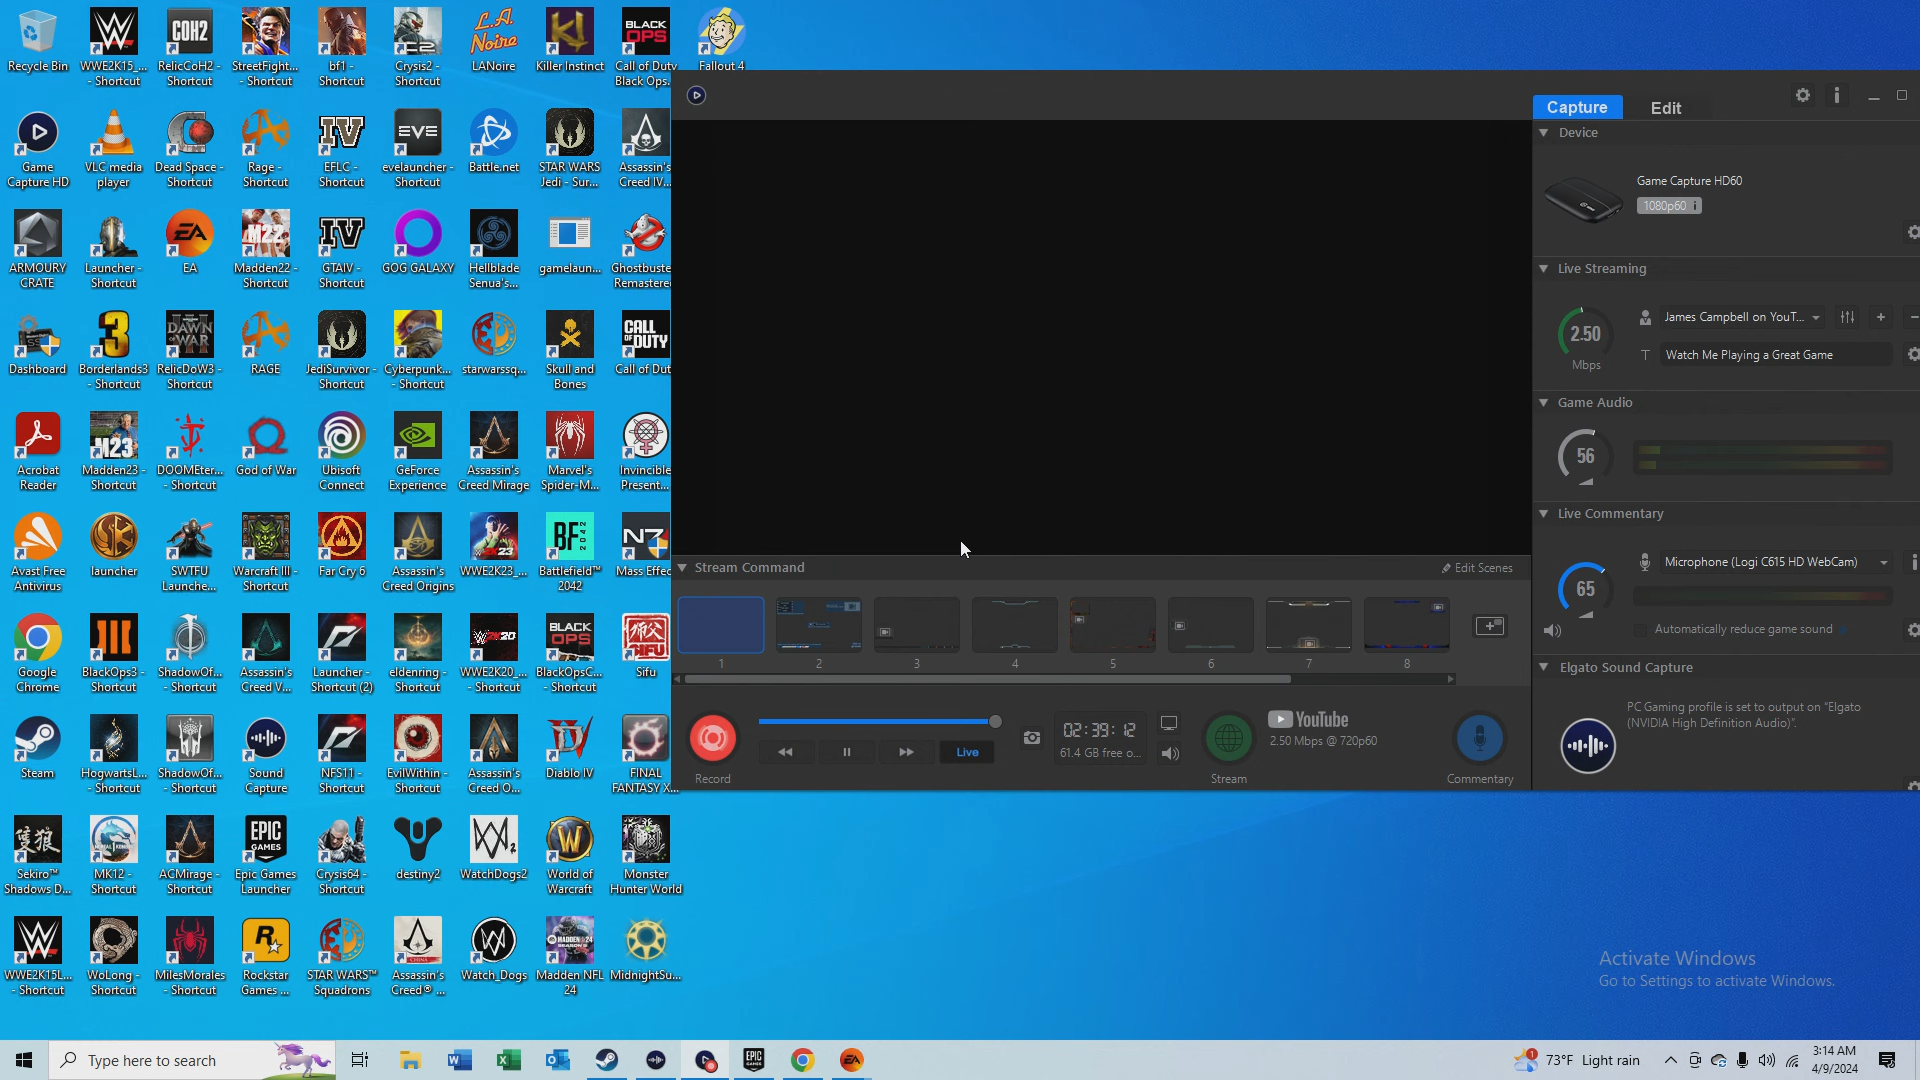 Recycle Bin
WWE2K15_...
- Shortcut
RelicCoH2 -
Shortcut
StreetFight...
- Shortcut
bf1 -
Shortcut
Crysis2 -
Shortcut
LANoire
Killer Instinct
Call of Duty
Black Ops.
Fallout 4
Game
Capture HD
VLC media
player
Dead Space -
Shortcut
Rage -
Shortcut
EFLC -
Shortcut
evelauncher -
Shortcut
Battle.net
STAR WARS
Jedi - Sur...
Assassin's
Creed IV...
ARMOURY
CRATE
Launcher -
Shortcut
EA
Madden22 -
Shortcut
GTAIV -
Shortcut
GOG GALAXY
Hellblade
Senua's...
gamelaun...
Ghostbuste
Remastere
Dashboard
Borderlands3
- Shortcut
RelicDoW3 -
Shortcut
RAGE
JediSurvivor -
Shortcut
Cyberpunk...
- Shortcut
starwarssq...
Skull and
Bones
Call of Dut
Acrobat
Reader
Madden23 -
Shortcut
DOOMEter...
- Shortcut
God of War
Ubisoft
Connect
GeForce
Experience
Assassin's
Creed Mirage
Marvel's
Spider-M...
Invincible
Present...
Avast Free
Antivirus
launcher
SWTFU
Launche...
Warcraft III -
Shortcut
Far Cry 6
Assassin's
Creed Origins
WWE2K23_...
- Shortcut
Battlefield™
2042
Mass Effec
Google
Chrome
BlackOps3 -
Shortcut
ShadowOf...
- Shortcut
Assassin's
Creed V...
Launcher -
Shortcut (2)
eldenring -
Shortcut
WWE2K20_...
- Shortcut
BlackOpsC...
- Shortcut
Sifu
Steam
HogwartsL...
- Shortcut
ShadowOf...
- Shortcut
Sound
Capture
NFS11 -
Shortcut
EvilWithin -
Shortcut
Assassin's
Creed O...
Diablo IV
FINAL
FANTASY X...
Sekiro™
Shadows D...
MK12 -
Shortcut
ACMirage -
Shortcut
Epic Games
Launcher
Crysis64 -
Shortcut
destiny2
WatchDogs2
World of
Warcraft
Monster
Hunter World
WWE2K15L...
- Shortcut
WoLong -
Shortcut
MilesMorales
- Shortcut
Rockstar
Games ...
STAR WARS™
Squadrons
Assassin's
Creed® ...
Watch_Dogs
Madden NFL
24
MidnightSu...
Capture
Edit
Device
Game Capture HD60
1080p60 i
Live Streaming
2.50
Mbps
James Campbell on YouT...
T
Watch Me Playing a Great Game
Game Audio
56
Live Commentary
65
Microphone (Logi C615 HD WebCam)
Automatically reduce game sound
Elgato Sound Capture
PC Gaming profile is set to output on "Elgato
(NVIDIA High Definition Audio)".
Stream Command
Edit Scenes
1
2
3
4
5
6
7
8
Record
Live
02:39:12
61.4 GB free o...
Stream
YouTube
2.50 Mbps @ 720p60
Commentary
Activate Windows
Go to Settings to activate Windows.
Type here to search
73°F Light rain
3:14 AM
4/9/2024